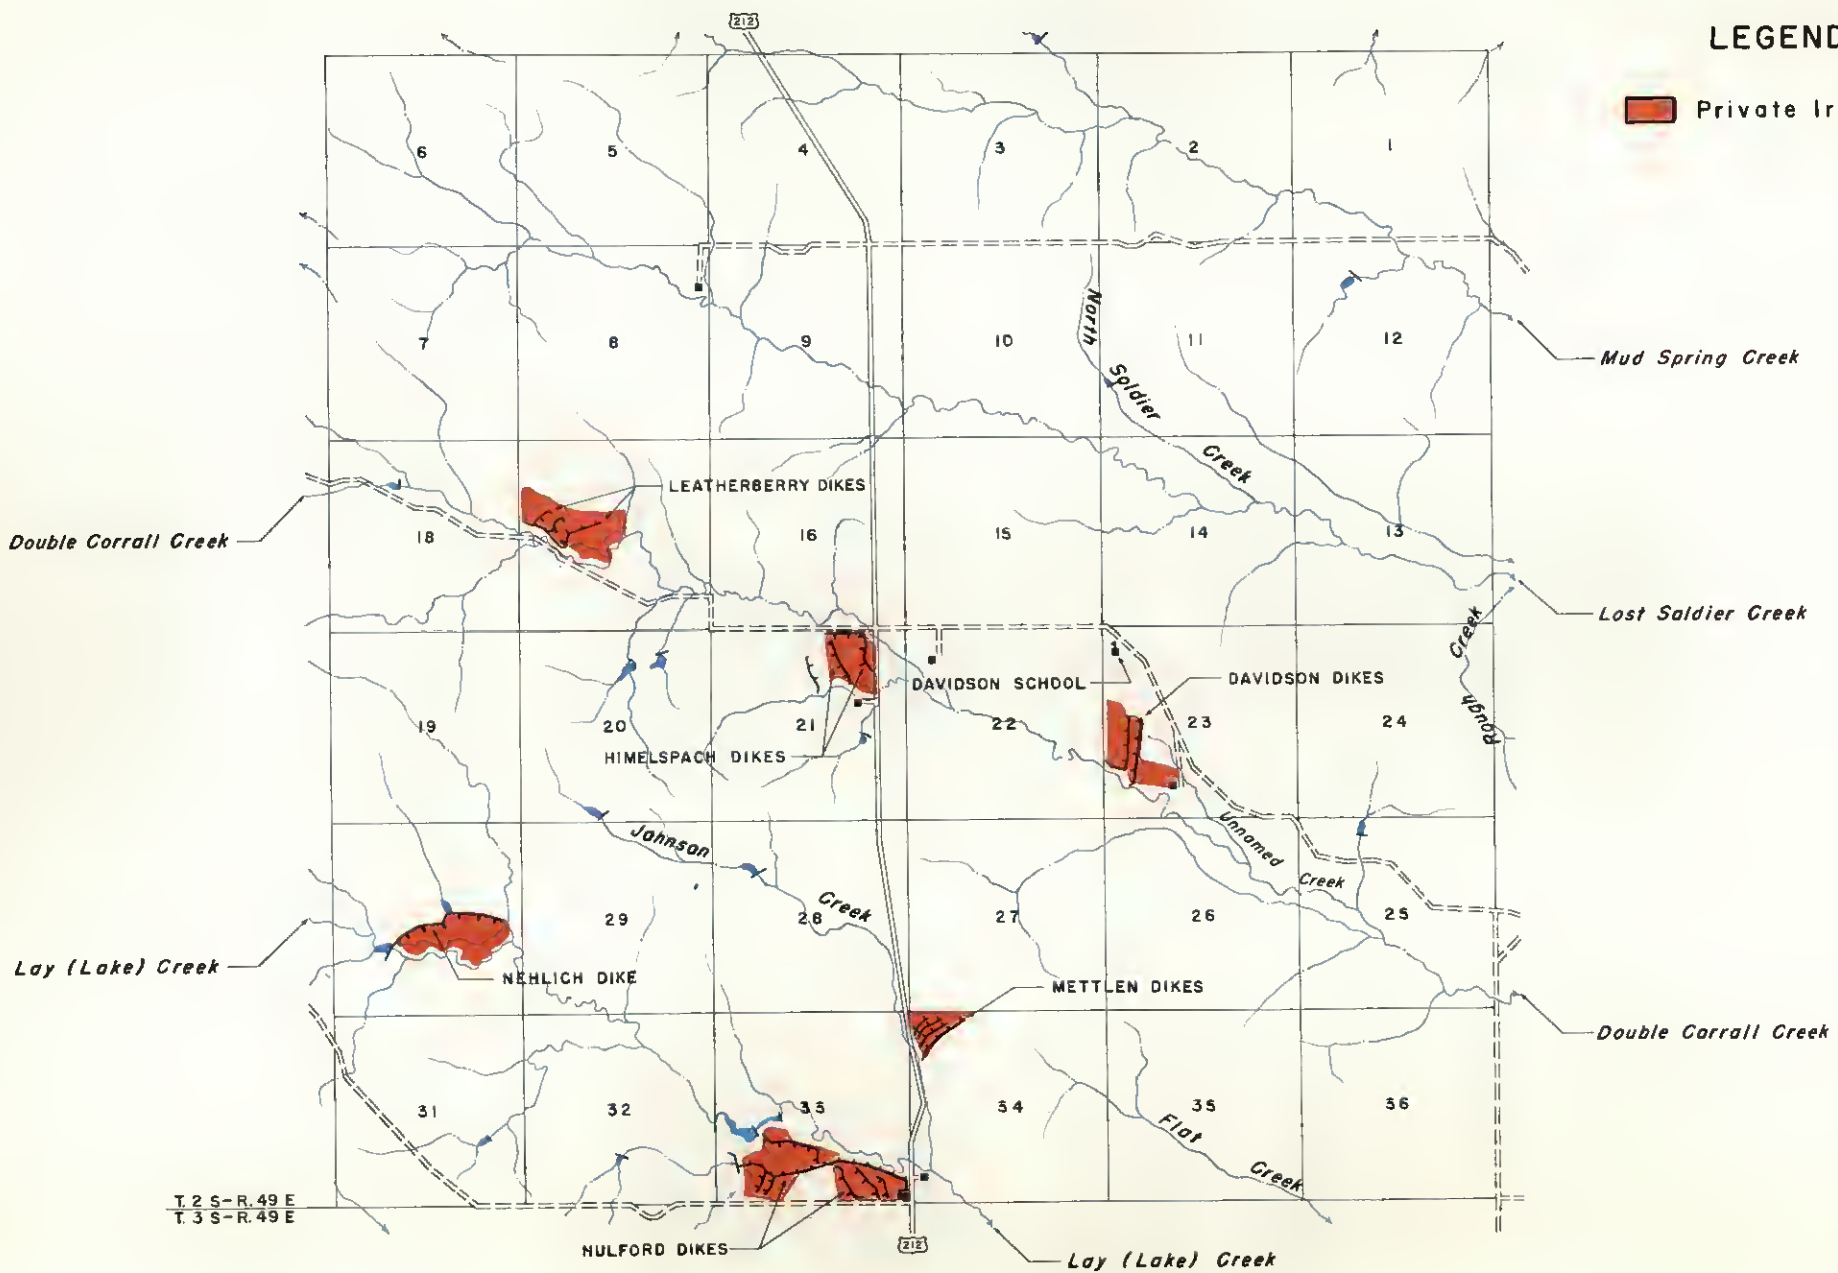 212
LEGEND
Private Ir
6 5 4 3 2 1
7 8 9 10 11 12
North Soldier Creek
Mud Spring Creek
LEATHERBERRY DIKES
Double Corrall Creek
18 16 15 14 13
Lost Saldier Creek
Rough Creek
DAVIDSON SCHOOL
DAVIDSON DIKES
19 20 21 22 23 24
HIMELSPACH DIKES
Johnson Creek
Unnamed Creek
29 28 27 26 25
Lay (Lake) Creek
NEHLICH DIKE
METTLEN DIKES
Double Carrall Creek
31 32 33 34 35 36
Flat Creek
T. 2 S-R. 49 E
T. 3 S-R. 49 E
NULFORD DIKES
212
Lay (Lake) Creek